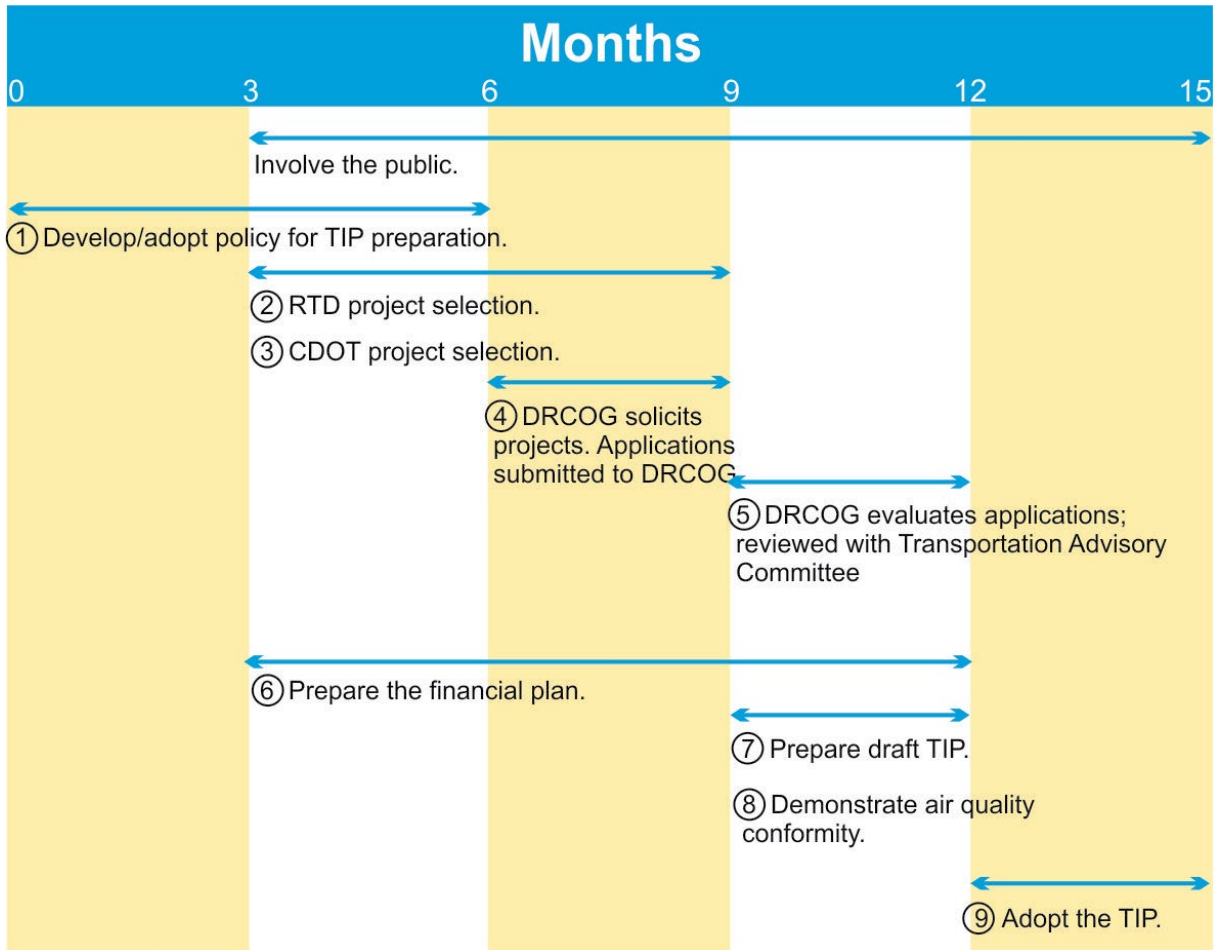 Months
0 3 6 9 12 15
Involve the public.
① Develop/adopt policy for TIP preparation.
② RTD project selection.
③ CDOT project selection.
④ DRCOG solicits
projects. Applications
submitted to DRCOG
⑤ DRCOG evaluates applications;
reviewed with Transportation Advisory
Committee
⑥ Prepare the financial plan.
⑦ Prepare draft TIP.
⑧ Demonstrate air quality
conformity.
⑨ Adopt the TIP.